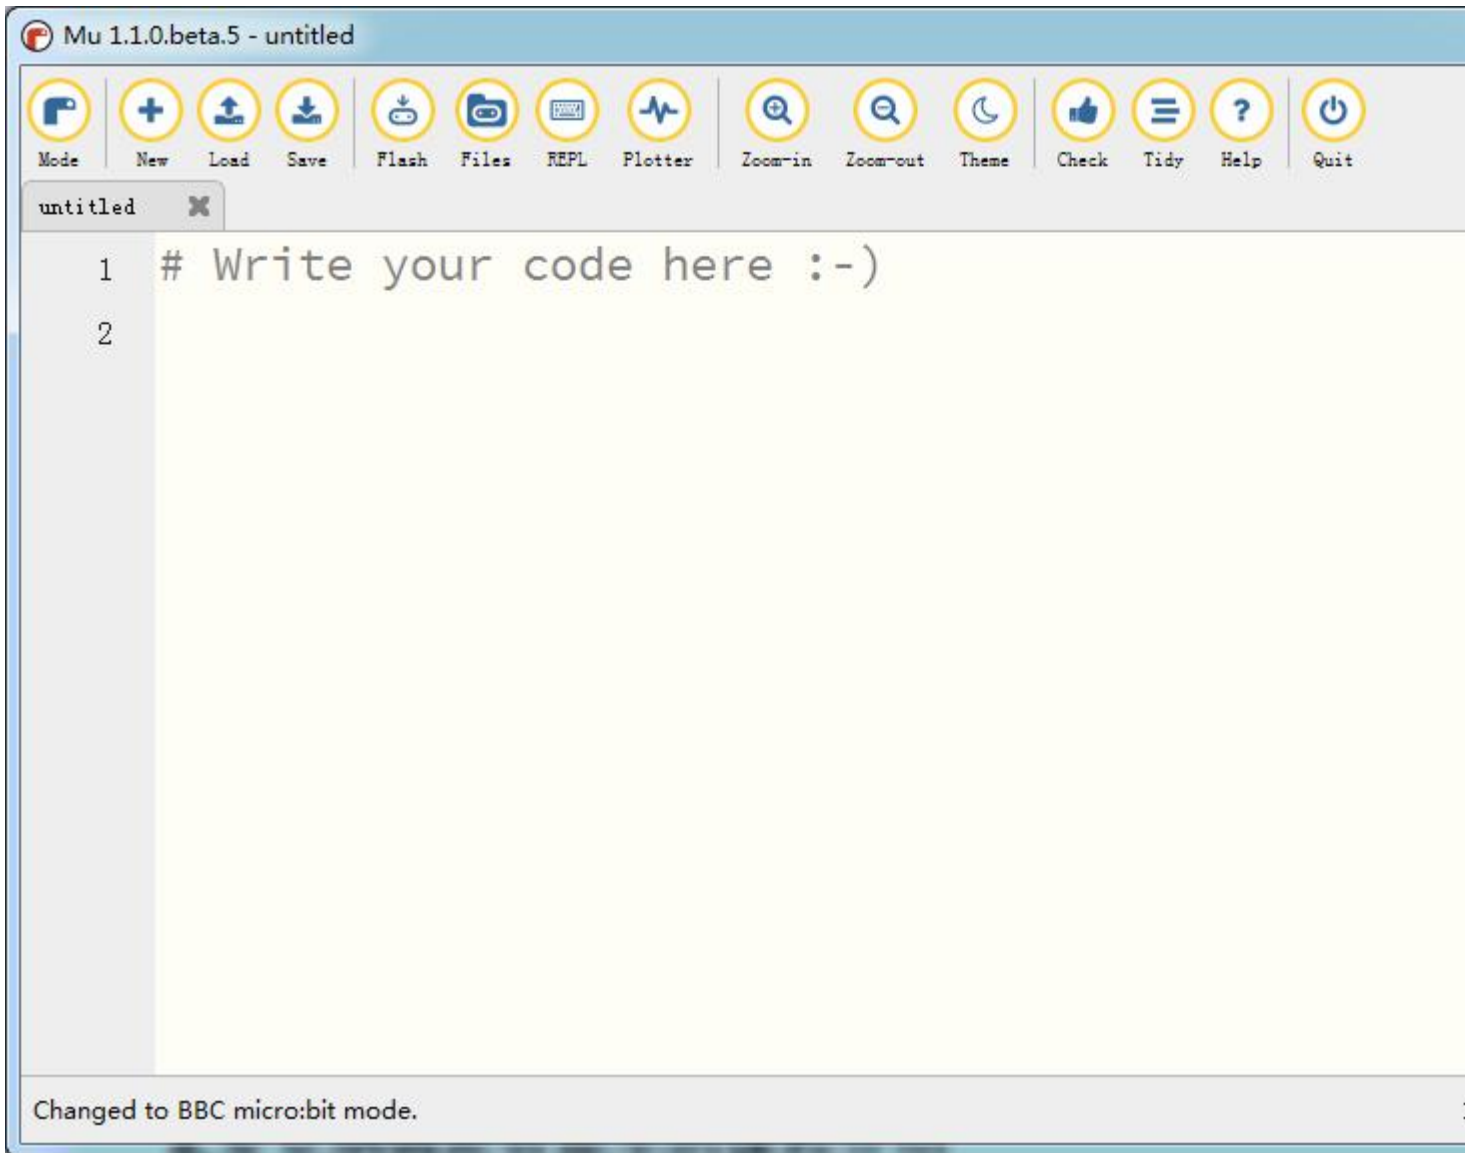 Mu 1.1.0.beta.5 - untitled
Mode New Load Save Flash Files REPL Plotter Zoom-in Zoom-out Theme Check Tidy Help Quit
untitled
1 # Write your code here :-)
2
Changed to BBC micro:bit mode.